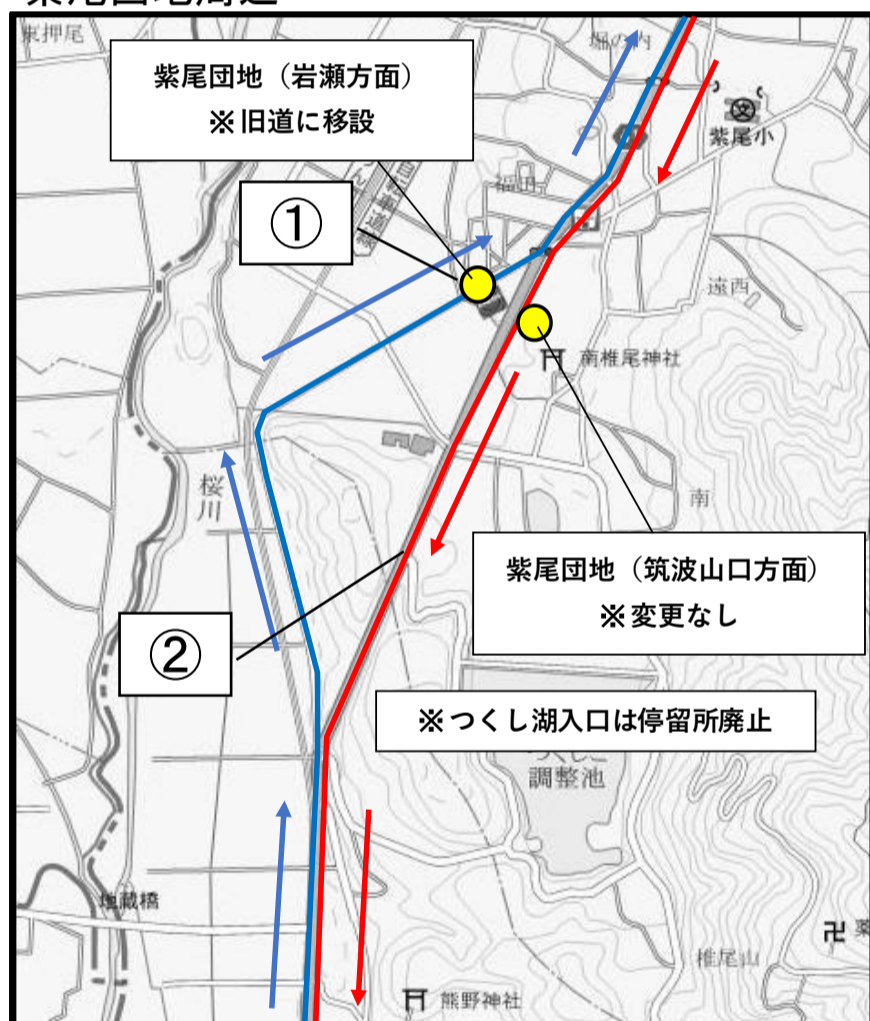 紫尾団地周辺
東押尾
堀の内
紫尾団地（岩瀬方面）
※旧道に移設
文
紫尾小
福田
①
遠西
南椎尾神社
桜川
南
紫尾団地（筑波山口方面）
※変更なし
②
※つくし湖入口は停留所廃止
調整池
地蔵橋
椎尾山
熊野神社